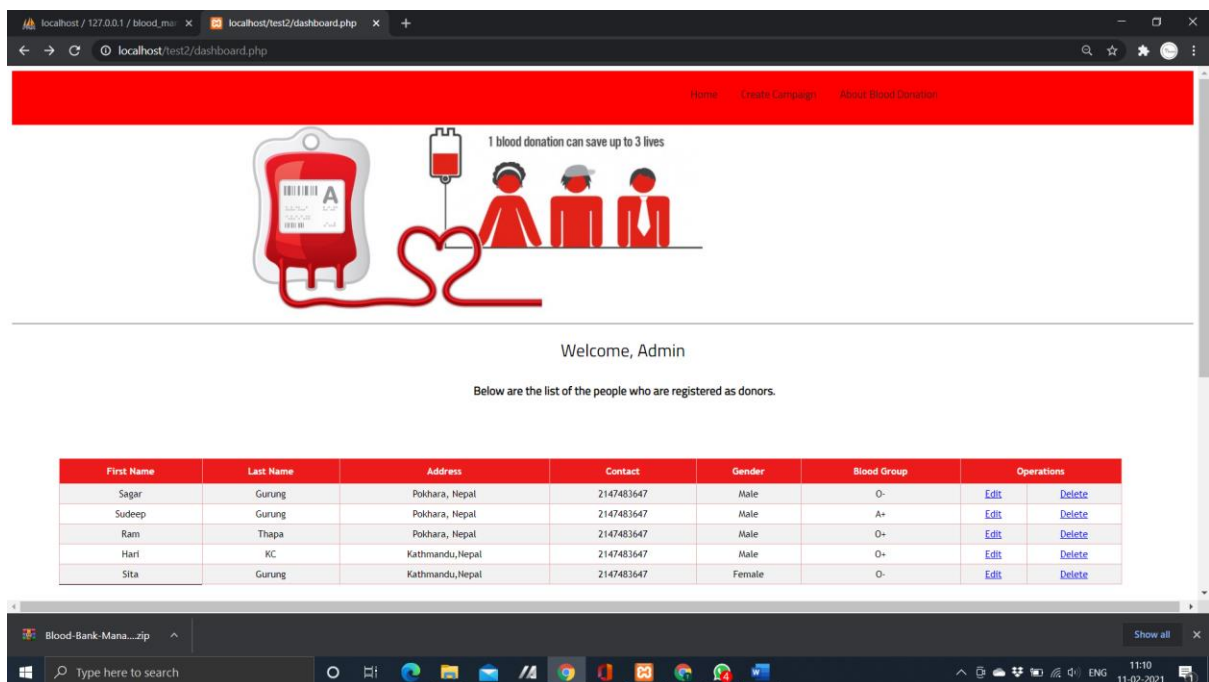 localhost / 127.0.0.1 / blood_mar
localhost/test2/dashboard.php
localhost/test2/dashboard.php
Home Create Campaign About Blood Donation
1 blood donation can save up to 3 lives
A
Welcome, Admin
Below are the list of the people who are registered as donors.
First Name Last Name Address Contact Gender Blood Group Operations
Sagar Gurung Pokhara, Nepal 2147483647 Male O- Edit Delete
Sudeep Gurung Pokhara, Nepal 2147483647 Male A+ Edit Delete
Ram Thapa Pokhara, Nepal 2147483647 Male O+ Edit Delete
Hari KC Kathmandu,Nepal 2147483647 Male O+ Edit Delete
Sita Gurung Kathmandu,Nepal 2147483647 Female O- Edit Delete
Blood-Bank-Mana....zip Show all
Type here to search
ENG 11:10
11-02-2021